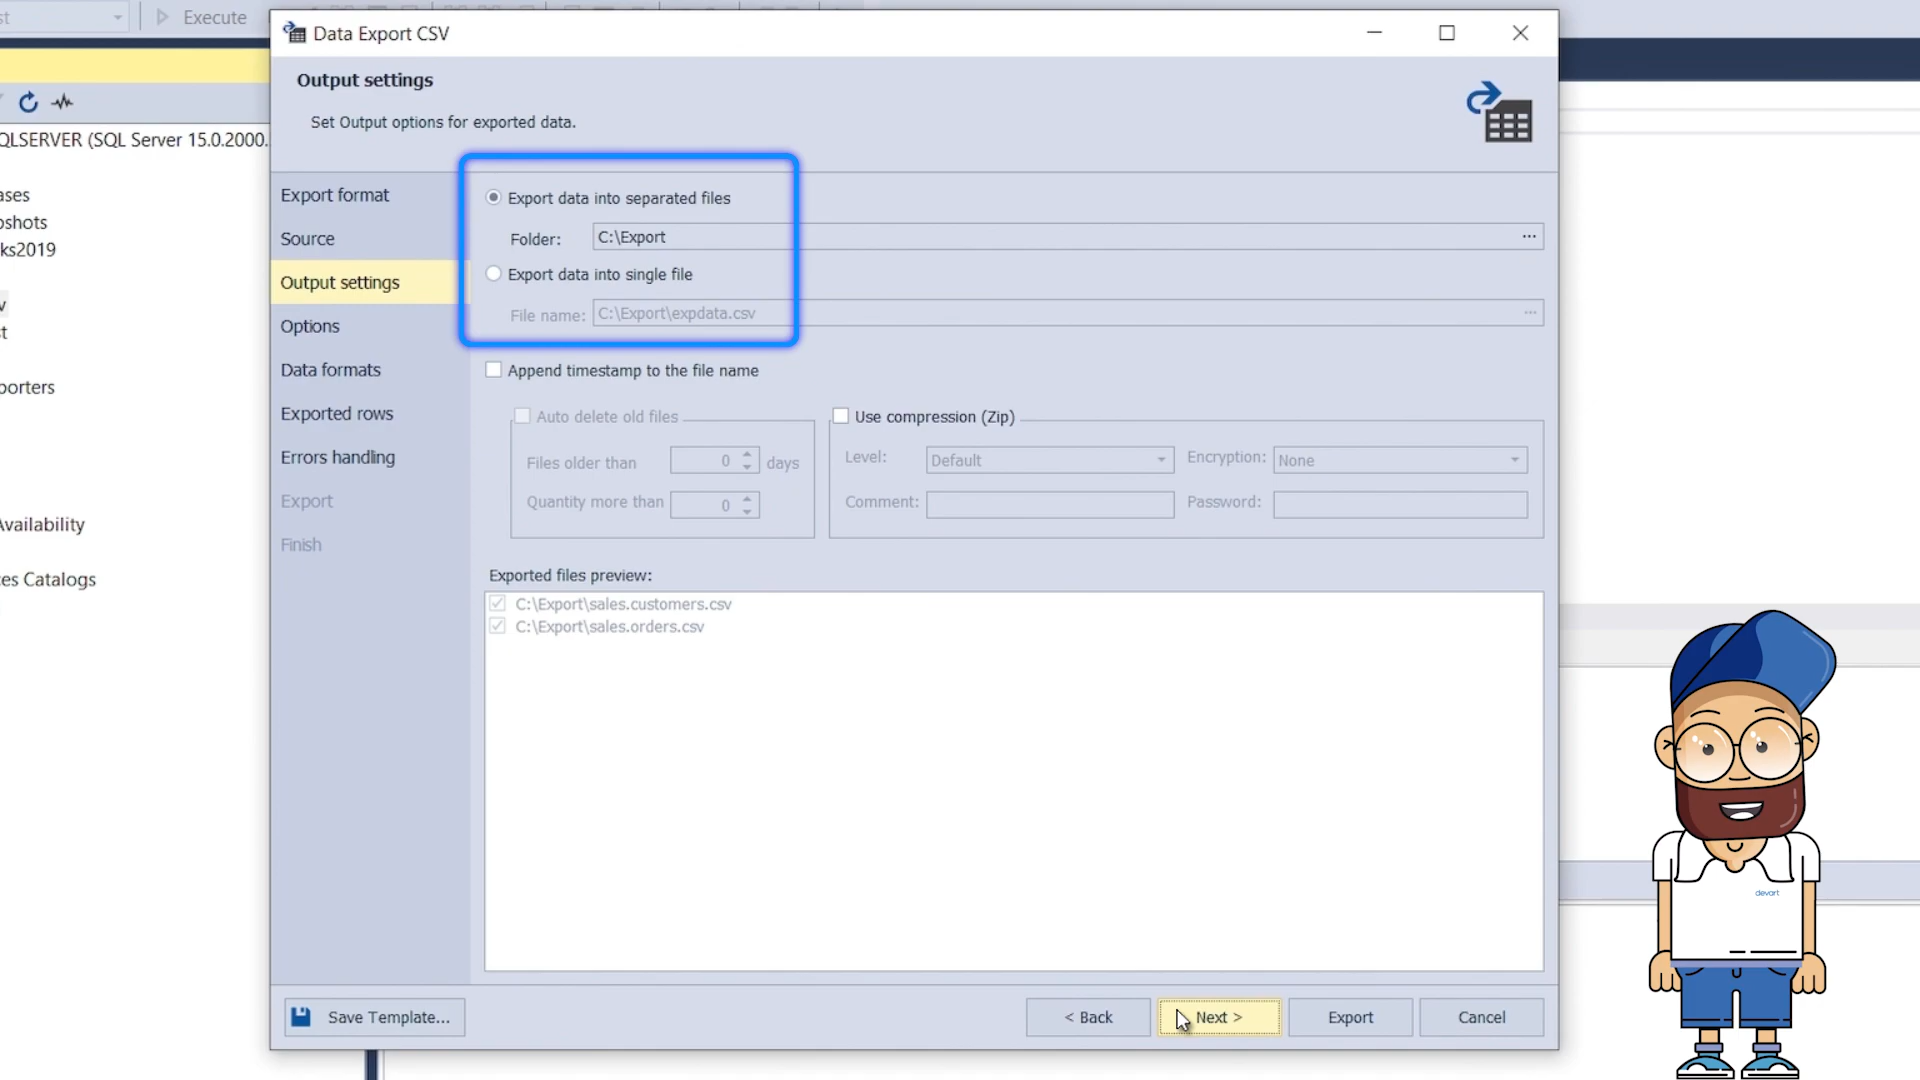 st
Execute
Data Export CSV
Output settings
Set Output options for exported data.
QLSERVER (SQL Server 15.0.2000.
ases
pshots
ks2019
v
t
porters
Availability
ces Catalogs
Export format
Source
Output settings
Options
Data formats
Exported rows
Errors handling
Export
Finish
Export data into separated files
Folder: C:\Export ...
Export data into single file
File name: C:\Export\expdata.csv ...
Append timestamp to the file name
Auto delete old files
Files older than 0 days
Quantity more than 0
Use compression (Zip)
Level: Default Encryption: None
Comment: Password:
Exported files preview:
C:\Export\sales.customers.csv
C:\Export\sales.orders.csv
devart
Save Template... < Back Next > Export Cancel